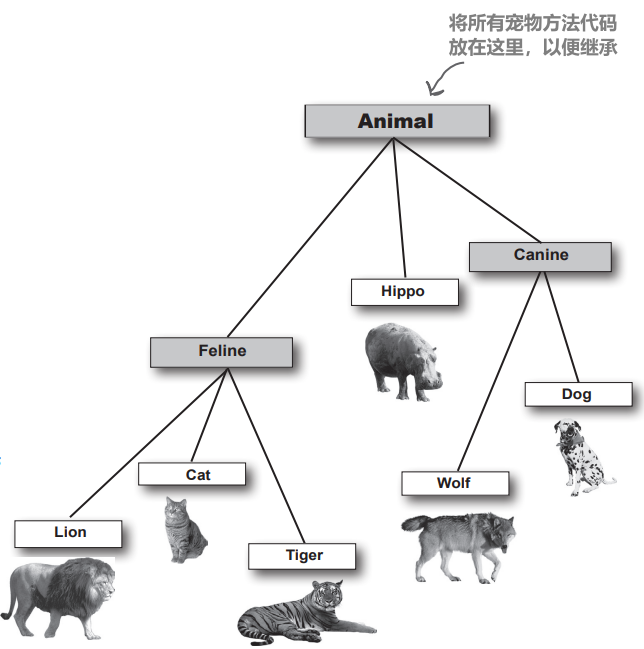 将所有宠物方法代码
放在这里，以便继承
Animal
Canine
Hippo
Feline
Dog
Cat
Wolf
Lion
Tiger